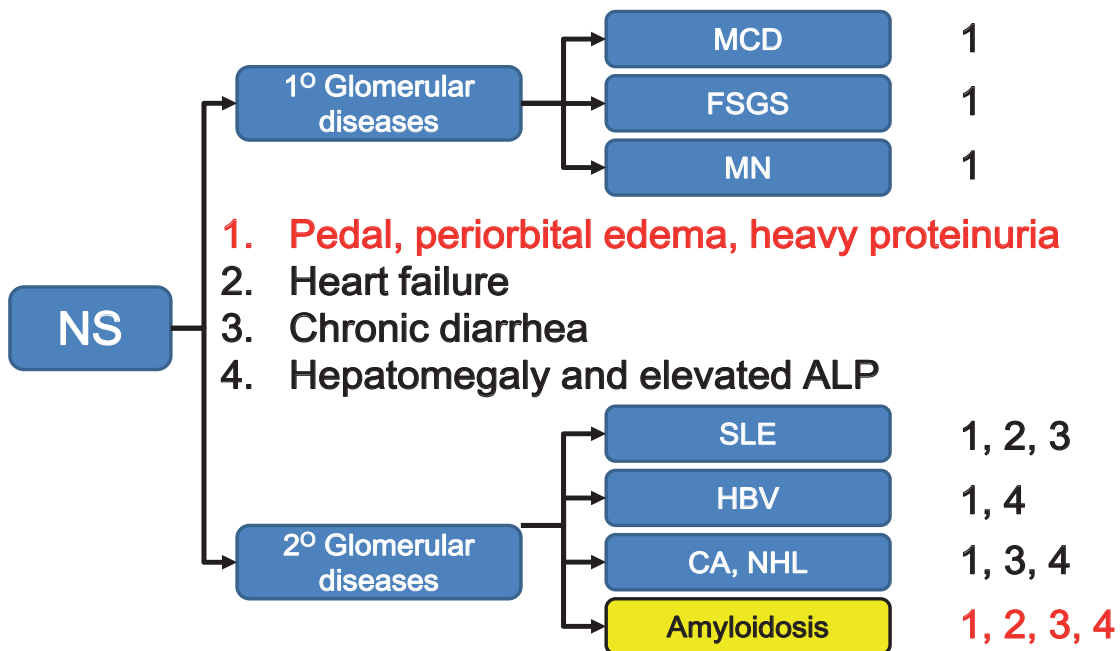 MCD 1
1O Glomerular
diseases
FSGS 1
MN 1
1. Pedal, periorbital edema, heavy proteinuria
2. Heart failure
NS
3. Chronic diarrhea
4. Hepatomegaly and elevated ALP
SLE 1, 2, 3
HBV 1, 4
2O Glomerular
diseases
CA, NHL 1, 3, 4
Amyloidosis 1, 2, 3, 4